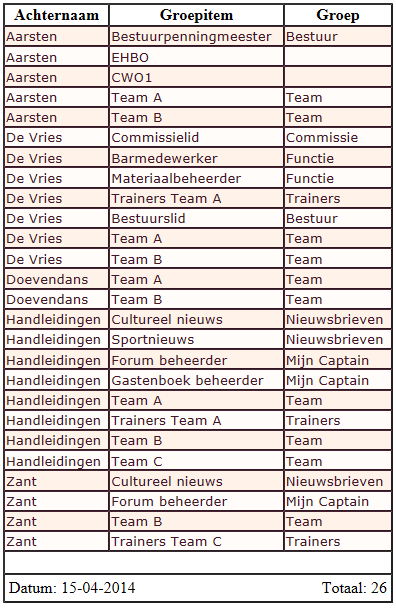 Achternaam Groepitem Groep
Aarsten Bestuurpenningmeester Bestuur
Aarsten EHBO
Aarsten CWO1
Aarsten Team A Team
Aarsten Team B Team
De Vries Commissielid Commissie
De Vries Barmedewerker Functie
De Vries Materiaalbeheerder Functie
De Vries Trainers Team A Trainers
De Vries Bestuurslid Bestuur
De Vries Team A Team
De Vries Team B Team
Doevendans Team A Team
Doevendans Team B Team
Handleidingen Cultureel nieuws Nieuwsbrieven
Handleidingen Sportnieuws Nieuwsbrieven
Handleidingen Forum beheerder Mijn Captain
Handleidingen Gastenboek beheerder Mijn Captain
Handleidingen Team A Team
Handleidingen Trainers Team A Trainers
Handleidingen Team B Team
Handleidingen Team C Team
Zant Cultureel nieuws Nieuwsbrieven
Zant Forum beheerder Mijn Captain
Zant Team B Team
Zant Trainers Team C Trainers
Datum: 15-04-2014 Totaal: 26